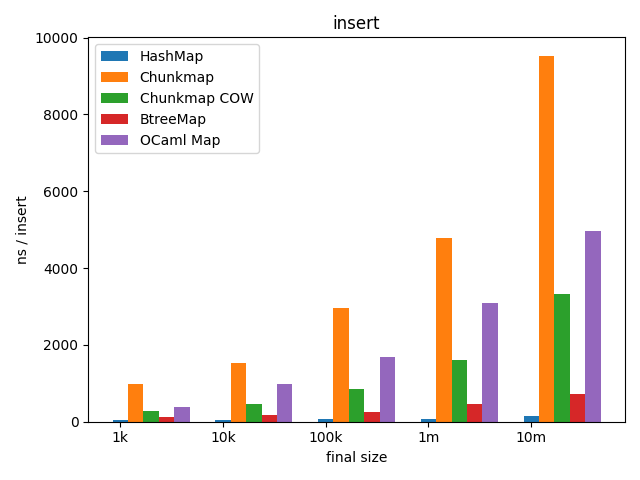 insert
HashMap
Chunkmap
Chunkmap COW
BtreeMap
OCaml Map
10000
8000
6000
4000
2000
0
ns / insert
1k 10k 100k 1m 10m
final size